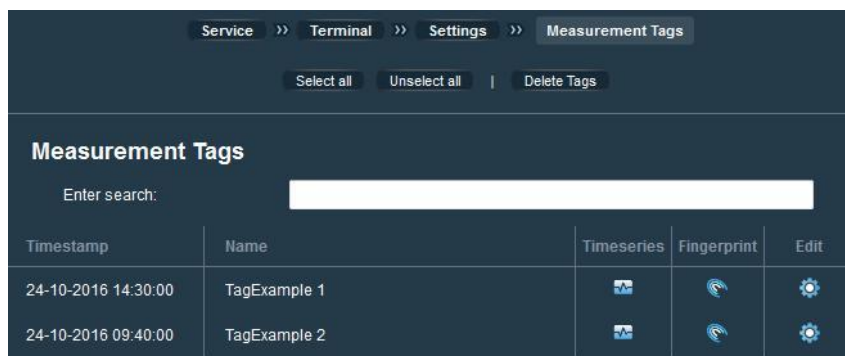 Service » Terminal » Settings » Measurement Tags
Select all Unselect all | Delete Tags
Measurement Tags
Enter search:
Timestamp Name Timeseries Fingerprint Edit
24-10-2016 14:30:00 TagExample 1
24-10-2016 09:40:00 TagExample 2